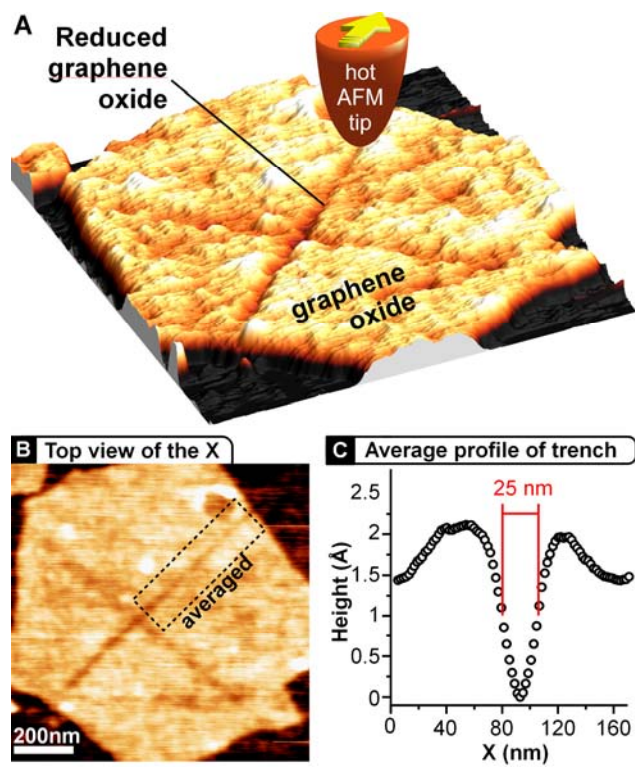 A
Reduced
graphene
oxide
hot
AFM
tip
graphene
oxide
B Top view of the X
averaged
200nm
C Average profile of trench
25 nm
2.5
2
1.5
1
0.5
0
Height (Å)
0 40 80 120 160
X (nm)